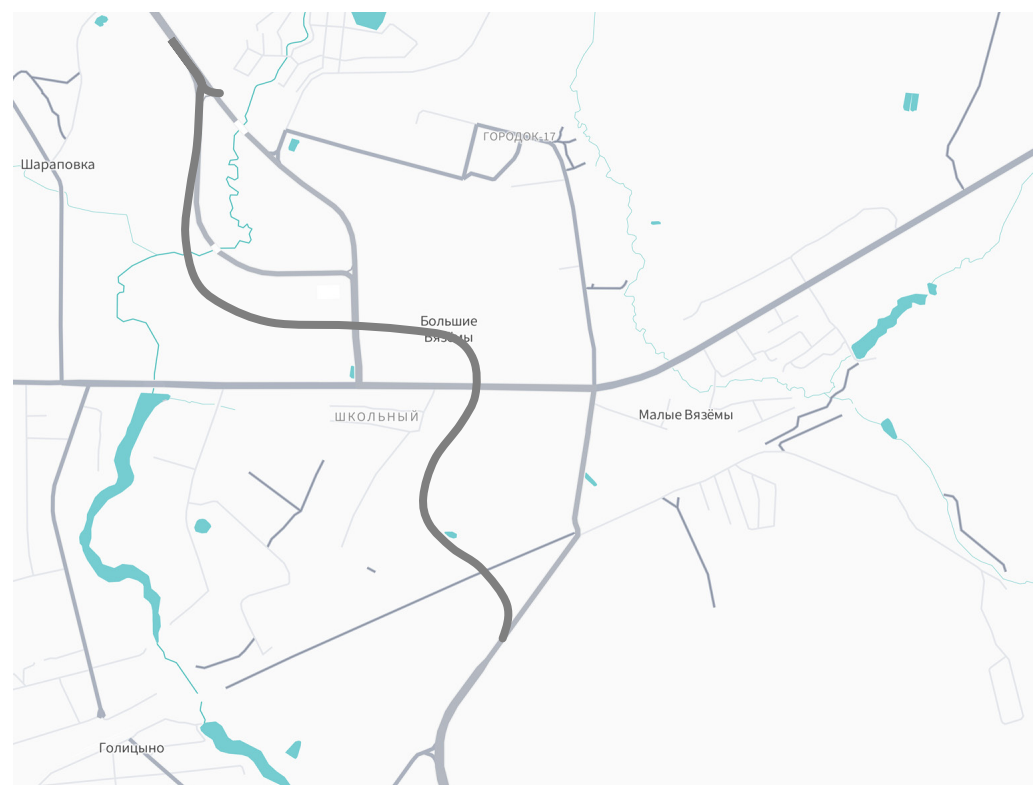 ГОРОДОК-17
Шараповка
Большие
Вязёмы
ШКОЛЬНЫЙ
Малые Вязёмы
Голицыно